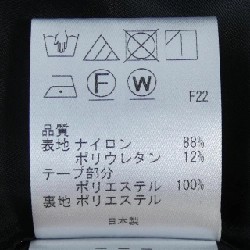 F W
F22
品質
表地 ナイロン 88%
ポリウレタン 12%
テープ部分
ポリエステル 100%
裏地 ポリエステル
日本製